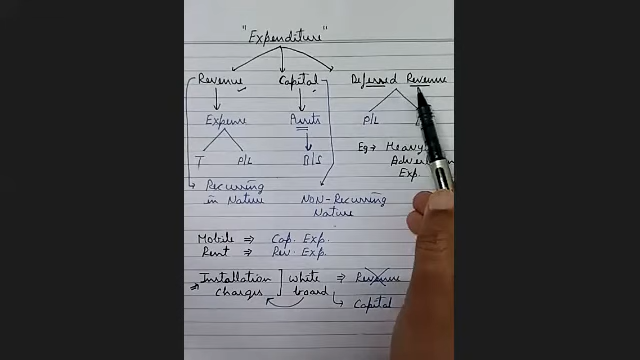 "Expenditure"
Revenue Capital Deferred Revenue
Expense Assets P/L
T P/L B/S Eg → Heavy
Exp.
Recurring
in Nature
NON-Recurring
Nature
Mobile ⇒ Cap. Exp.
Rent ⇒ Rev. Exp.
Installation white ⇒ Revenue
charges board Capital